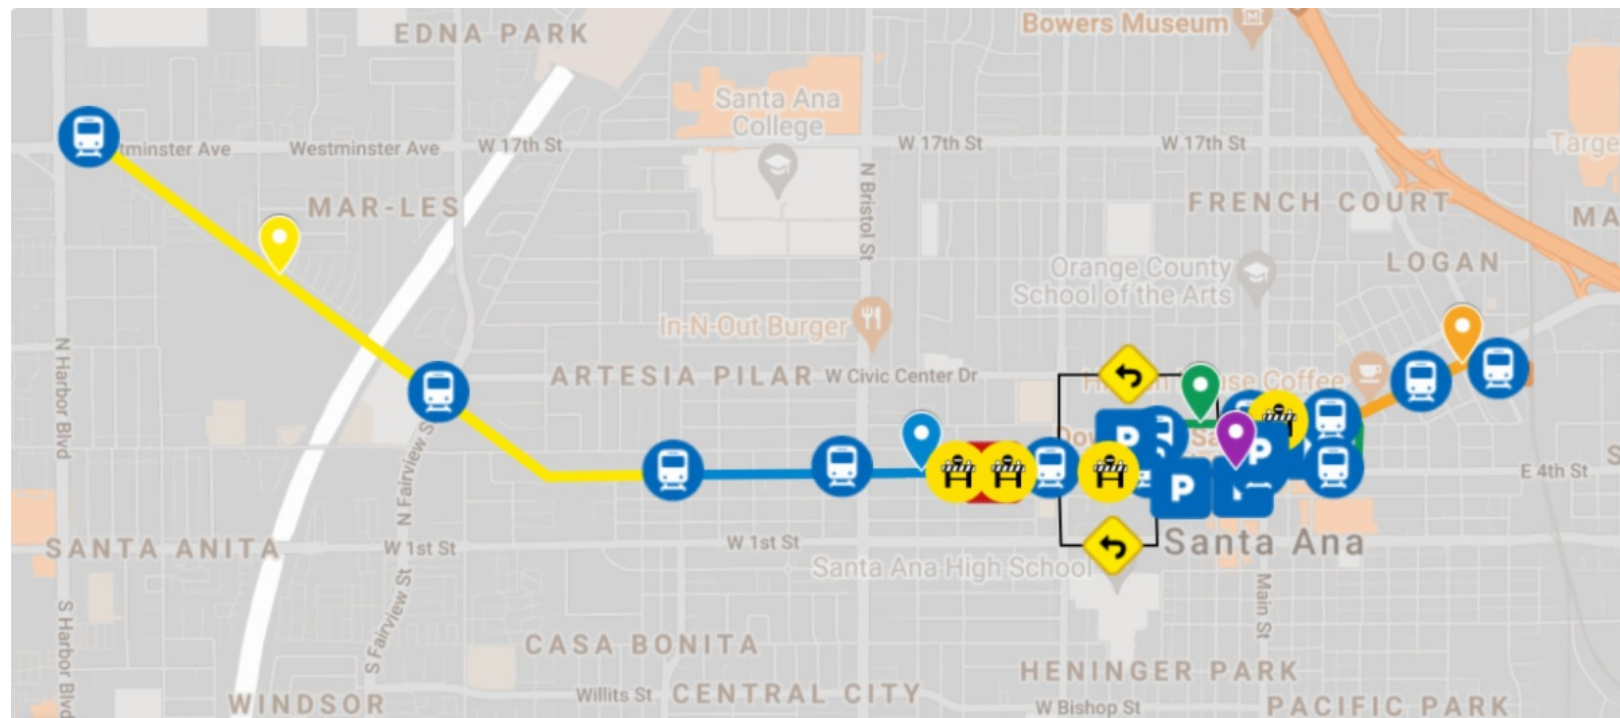 EDNA PARK
Bowers Museum
Santa Ana
College
tminster Ave
Westminster Ave
W 17th St
W 17th St
W 17th St
Targe
MAR-LES
N Bristol St
FRENCH COURT
MA
LOGAN
Orange County
School of the Arts
In-N-Out Burger
N Harbor Blvd
ARTESIA PILAR
W Civic Center Dr
se Coffee
P
P
P
N Fairview S
E 4th St
S
SANTA ANITA
W 1st St
W 1st St
Santa Ana
Santa Ana High School
S Fairview St
Main St
S Harbor Blvd
CASA BONITA
HENINGER PARK
WINDSOR
Willits St
CENTRAL CITY
W Bishop St
PACIFIC PARK